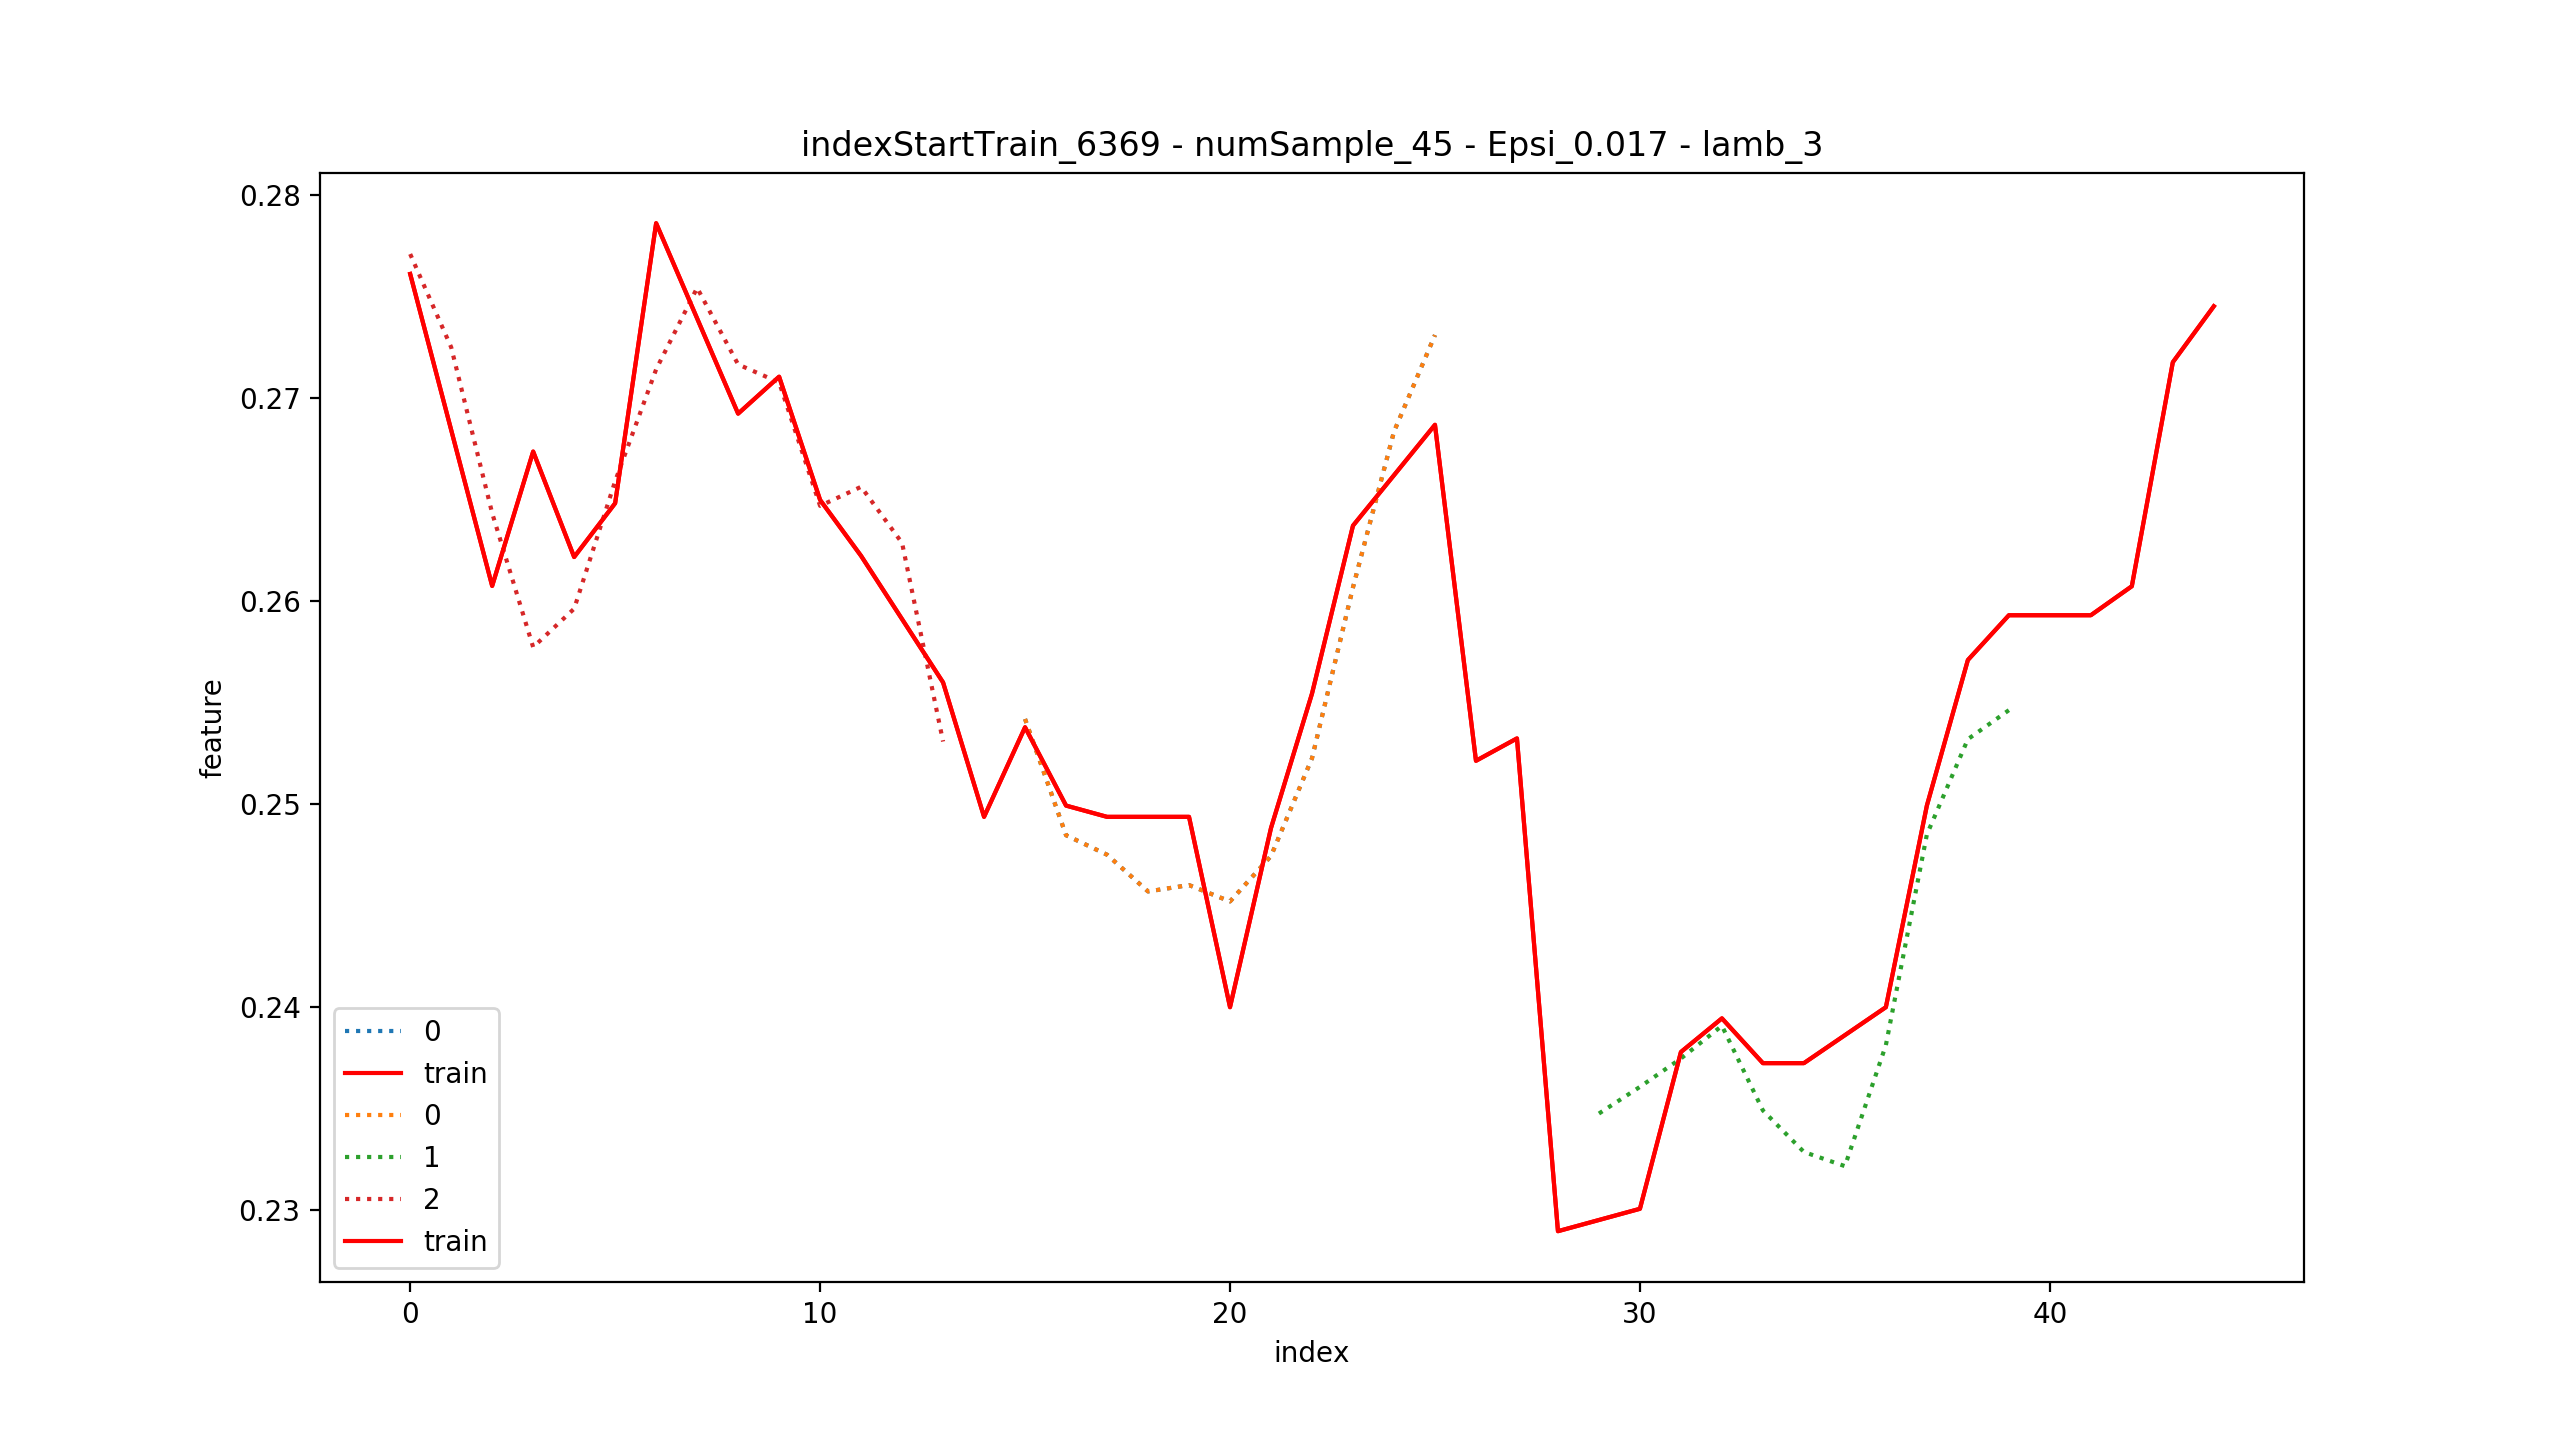 indexStartTrain_6369 - numSample_45 - Epsi_0.017 - lamb_3
0.28
0.27
0.26
0.25
0.24
0.23
feature
0
train
0
1
2
train
0 10 20 30 40
index